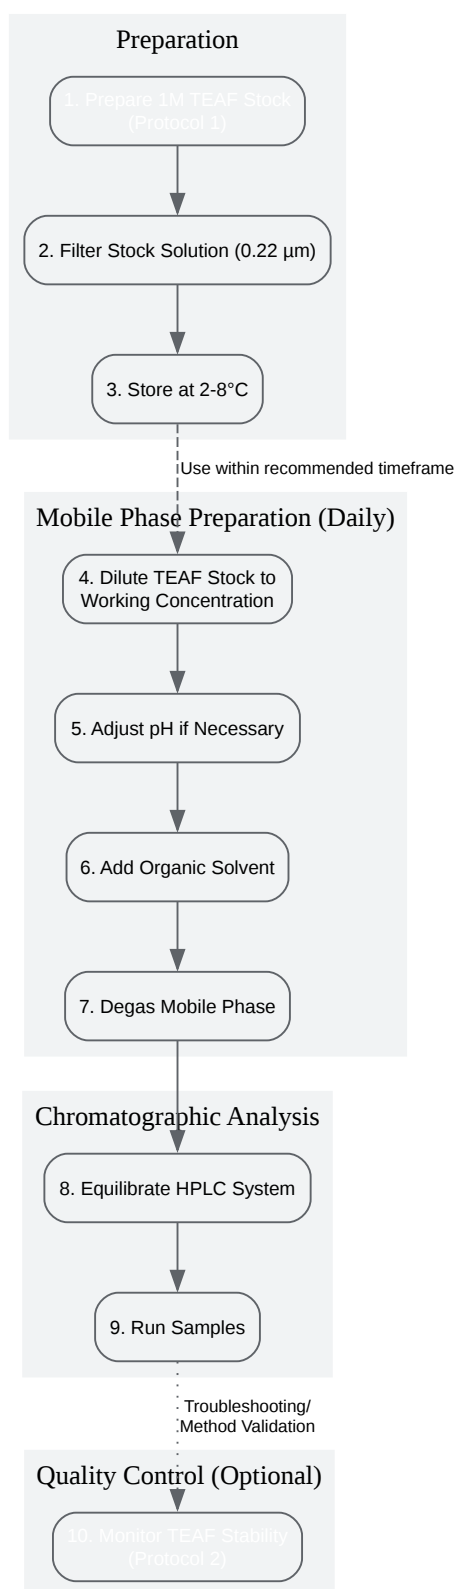 Preparation
1. Prepare 1M TEAF Stock
(Protocol 1)
2. Filter Stock Solution (0.22 µm)
3. Store at 2-8°C
Use within recommended timeframe
Mobile Phase Preparation (Daily)
4. Dilute TEAF Stock to
Working Concentration
5. Adjust pH if Necessary
6. Add Organic Solvent
7. Degas Mobile Phase
Chromatographic Analysis
8. Equilibrate HPLC System
9. Run Samples
Troubleshooting/
Method Validation
Quality Control (Optional)
10. Monitor TEAF Stability
(Protocol 2)